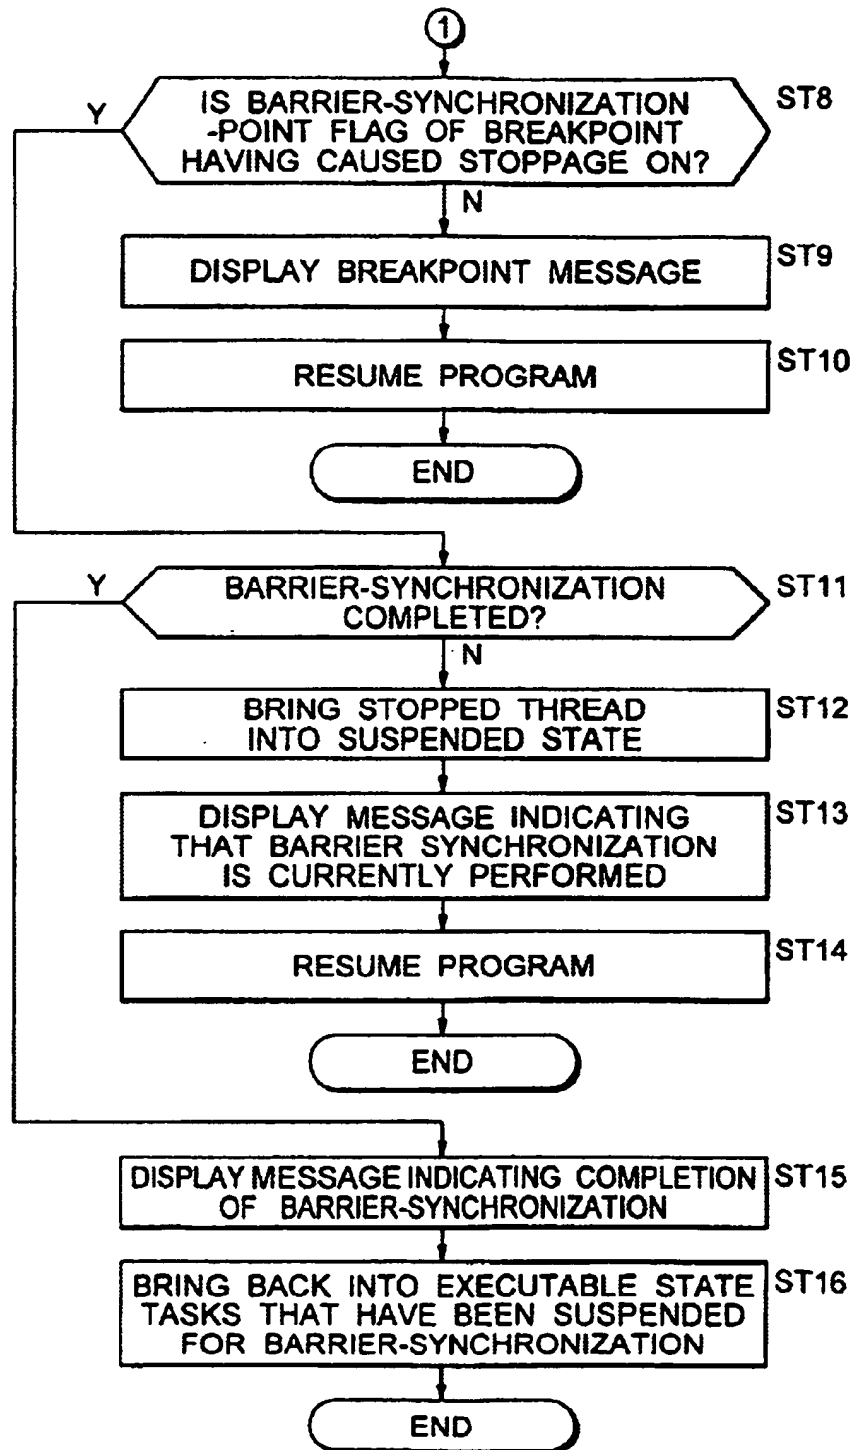 1
IS BARRIER-SYNCHRONIZATION
-POINT FLAG OF BREAKPOINT
HAVING CAUSED STOPPAGE ON?
ST8
Y
N
DISPLAY BREAKPOINT MESSAGE
ST9
RESUME PROGRAM
ST10
END
BARRIER-SYNCHRONIZATION
COMPLETED?
ST11
Y
N
BRING STOPPED THREAD
INTO SUSPENDED STATE
ST12
DISPLAY MESSAGE INDICATING
THAT BARRIER SYNCHRONIZATION
IS CURRENTLY PERFORMED
ST13
RESUME PROGRAM
ST14
END
DISPLAY MESSAGE INDICATING COMPLETION
OF BARRIER-SYNCHRONIZATION
ST15
BRING BACK INTO EXECUTABLE STATE
TASKS THAT HAVE BEEN SUSPENDED
FOR BARRIER-SYNCHRONIZATION
ST16
END